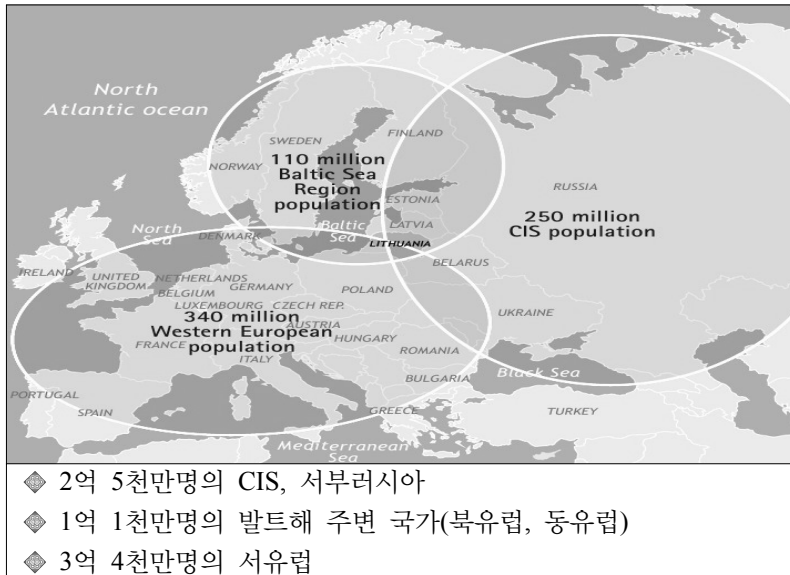 North
Atlantic ocean
SWEDEN
FINLAND
NORWAY
110 million
Baltic Sea
Region
population
RUSSIA
ESTONIA
250 million
CIS population
North
Sea
DENMARK
Baltic
Sea
LATVIA
LITHUANIA
BELARUS
IRELAND
UNITED
KINGDOM
NETHERLANDS
BELGIUM
GERMANY
POLAND
LUXEMBOURG
CZECH REP.
UKRAINE
340 million
Western European
population
AUSTRIA
HUNGARY
FRANCE
ROMANIA
ITALY
Black Sea
BULGARIA
PORTUGAL
SPAIN
GREECE
TURKEY
Mediterranean
Sea
2억 5천만명의 CIS, 서부러시아
1억 1천만명의 발트해 주변 국가(북유럽, 동유럽)
3억 4천만명의 서유럽